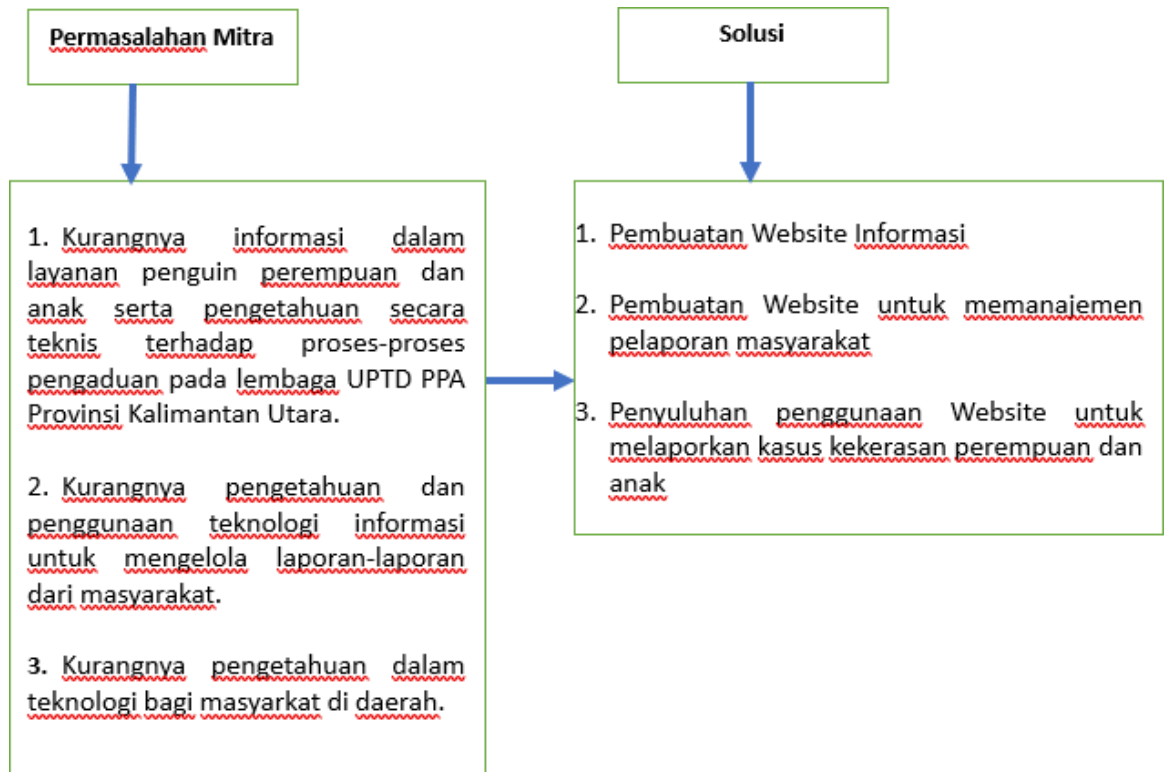 Permasalahan Mitra
1. Kurangnya informasi dalam
layanan penguin perempuan dan
anak serta pengetahuan secara
teknis terhadap proses-proses
pengaduan pada lembaga UPTD PPA
Provinsi Kalimantan Utara.
2. Kurangnya pengetahuan dan
penggunaan teknologi informasi
untuk mengelola laporan-laporan
dari masyarakat.
3. Kurangnya pengetahuan dalam
teknologi bagi masyarkat di daerah.
Solusi
1. Pembuatan Website Informasi
2. Pembuatan Website untuk memanajemen
pelaporan masyarakat
3. Penyuluhan penggunaan Website untuk
melaporkan kasus kekerasan perempuan dan
anak